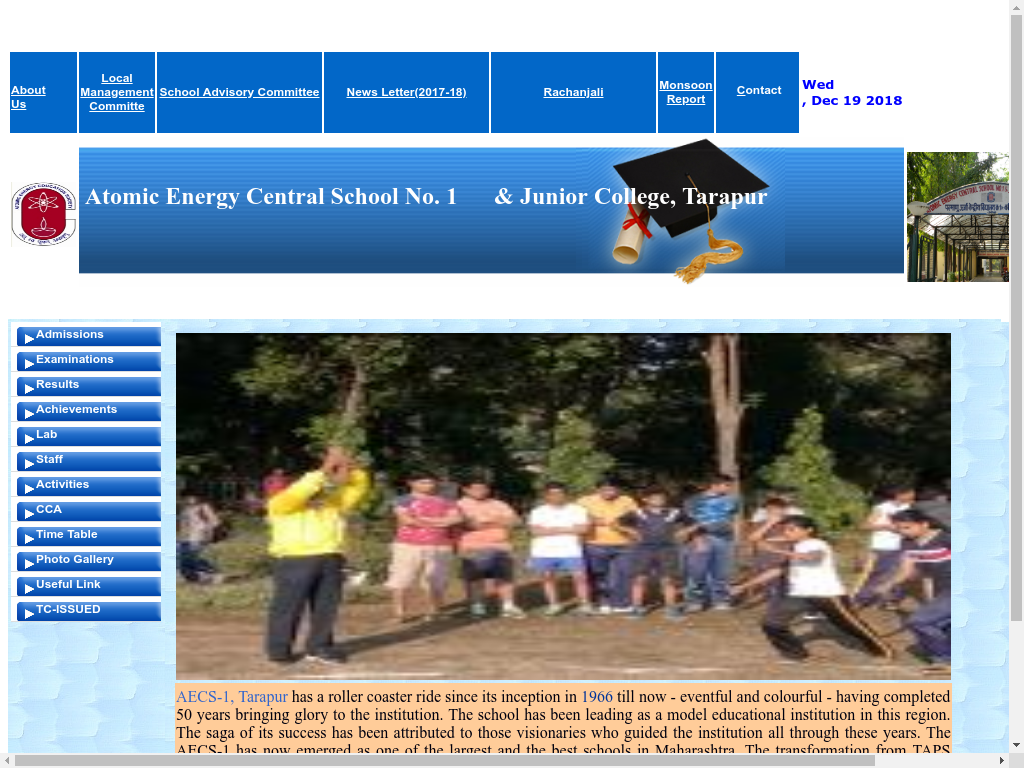 About
Us
Local
Management
Committe
School Advisory Committee
News Letter(2017-18)
Rachanjali
Monsoon
Report
Contact
Wed
, Dec 19 2018
Atomic Energy Central School No. 1 & Junior College, Tarapur
Admissions
Examinations
Results
Achievements
Lab
Staff
Activities
CCA
Time Table
Photo Gallery
Useful Link
TC-ISSUED
AECS-1, Tarapur has a roller coaster ride since its inception in 1966 till now - eventful and colourful - having completed
50 years bringing glory to the institution. The school has been leading as a model educational institution in this region.
The saga of its success has been attributed to those visionaries who guided the institution all through these years. The
AECS-1 has now emerged as one of the largest and the best schools in Maharashtra. The transformation from TAPS